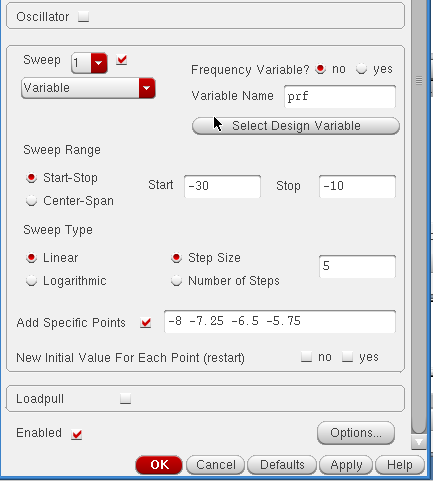 Oscillator
Sweep 1
Frequency Variable? no yes
Variable
Variable Name prf
Select Design Variable
Sweep Range
Start-Stop
Start -30 Stop -10
Center-Span
Sweep Type
Linear Step Size
5
Logarithmic Number of Steps
Add Specific Points -8 -7.25 -6.5 -5.75
New Initial Value For Each Point (restart) no yes
Loadpull
Enabled Options...
OK Cancel Defaults Apply Help